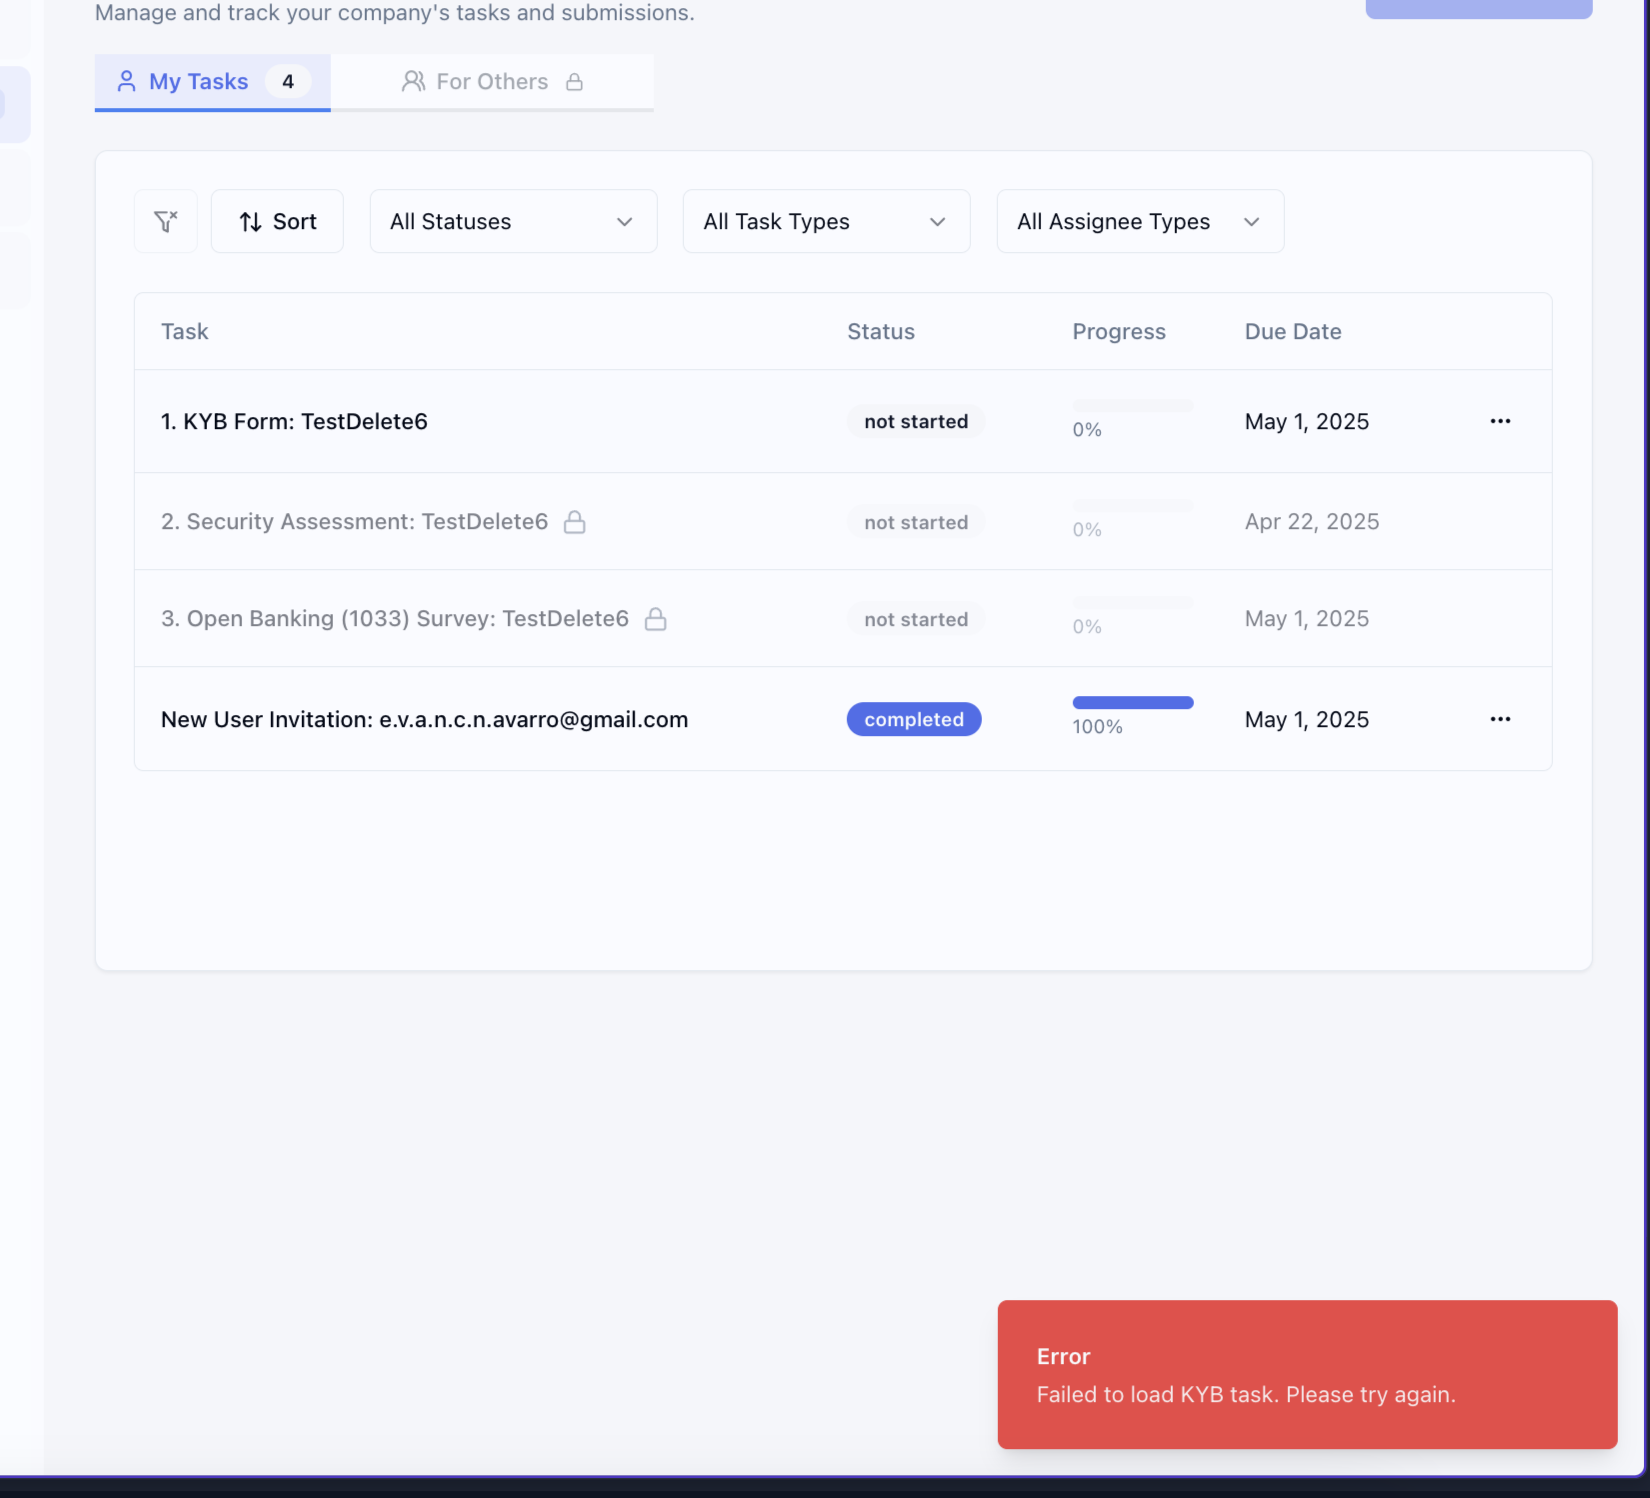 Manage and track your company's tasks and submissions.
My Tasks 4 For Others
Sort All Statuses All Task Types All Assignee Types
Task Status Progress Due Date
1. KYB Form: TestDelete6 not started 0% May 1, 2025
2. Security Assessment: TestDelete6 not started 0% Apr 22, 2025
3. Open Banking (1033) Survey: TestDelete6 not started 0% May 1, 2025
New User Invitation: e.v.a.n.c.n.avarro@gmail.com completed 100% May 1, 2025
Error
Failed to load KYB task. Please try again.